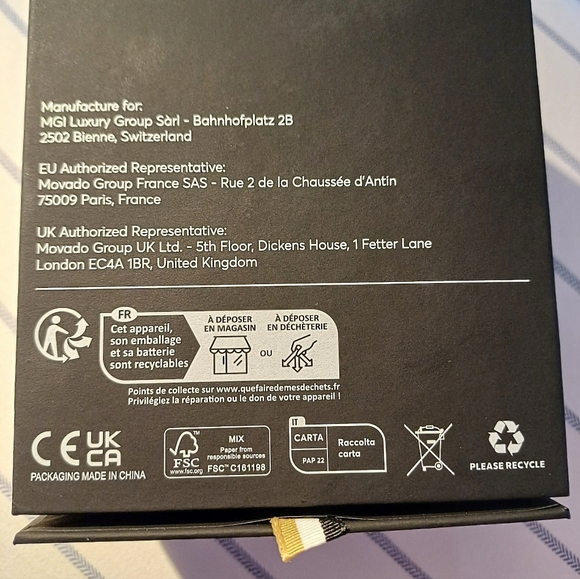 Manufacture for:
MGI Luxury Group Sàrl - Bahnhofplatz 2B
2502 Bienne, Switzerland
EU Authorized Representative:
Movado Group France SAS - Rue 2 de la Chaussée d'Antin
75009 Paris, France
UK Authorized Representative:
Movado Group UK Ltd. - 5th Floor, Dickens House, 1 Fetter Lane
London EC4A 1BR, United Kingdom
FR
Cet appareil,
son emballage
et sa batterie
sont recyclables
À DÉPOSER
EN MAGASIN
OU
À DÉPOSER
EN DÉCHÈTERIE
Points de collecte sur www.quefairedemesdechets.fr
Privilégiez la réparation ou le don de votre appareil !
CE UK
CA
PACKAGING MADE IN CHINA
FSC™
www.fsc.org
MIX
Paper from
responsible sources
FSC™ C161198
IT
CARTA
PAP 22
Raccolta
carta
PLEASE RECYCLE